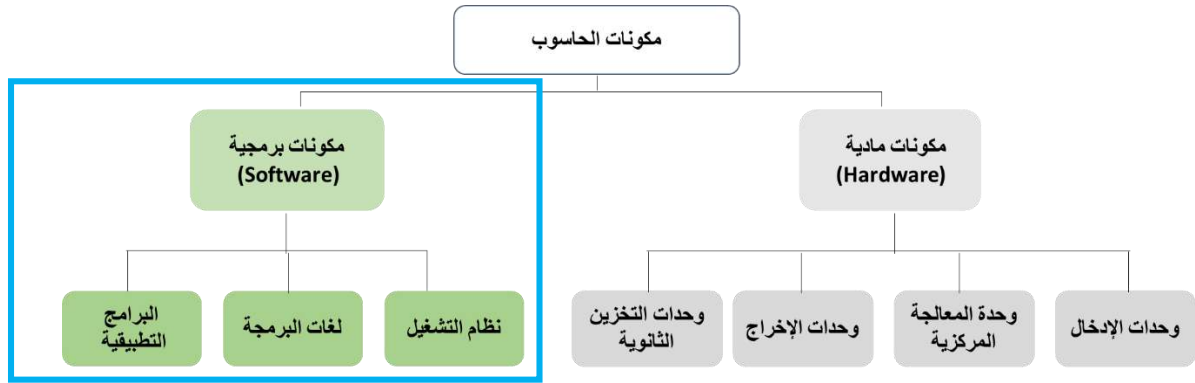 مكونات الحاسوب
مكونات مادية
(Hardware)
مكونات برمجية
(Software)
وحدات الإدخال
وحدة المعالجة
المركزية
وحدات الإخراج
وحدات التخزين
الثانوية
نظام التشغيل
لغات البرمجة
البرامج
التطبيقية